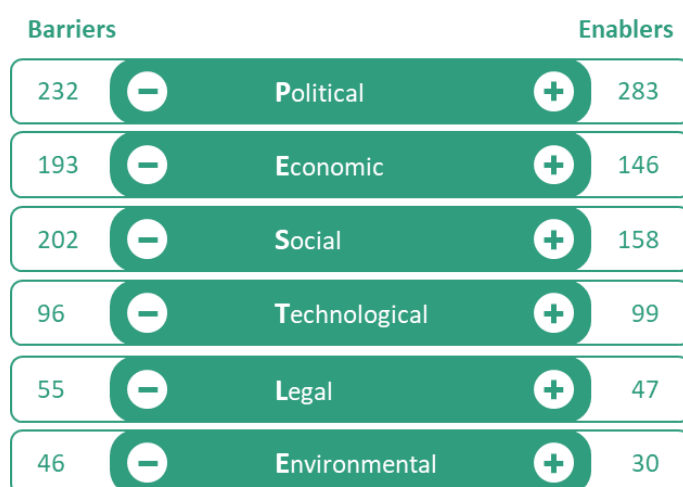 Barriers Enablers
232 − Political + 283
193 − Economic + 146
202 − Social + 158
96 − Technological + 99
55 − Legal + 47
46 − Environmental + 30